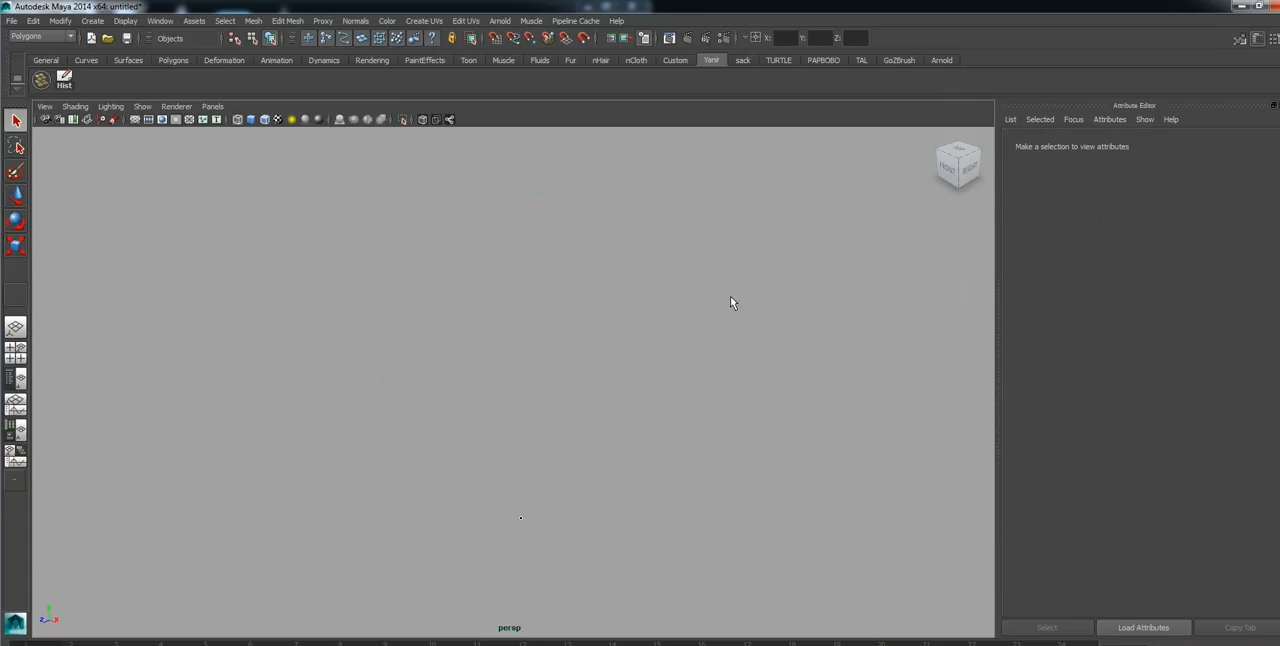 Autodesk Maya 2014 x64: untitled*
File Edit Modify Create Display Window Assets Select Mesh Edit Mesh Proxy Normals Color Create UVs Edit UVs Arnold Muscle Pipeline Cache Help
Polygons Objects X: Y: Z:
General Curves Surfaces Polygons Deformation Animation Dynamics Rendering PaintEffects Toon Muscle Fluids Fur nHair nCloth Custom Yanir sack TURTLE PAPBOBO TAL GoZBrush Arnold
Hist
View Shading Lighting Show Renderer Panels
Attribute Editor
List Selected Focus Attributes Show Help
Make a selection to view attributes
FRONT RIGHT
persp
Select Load Attributes Copy Tab